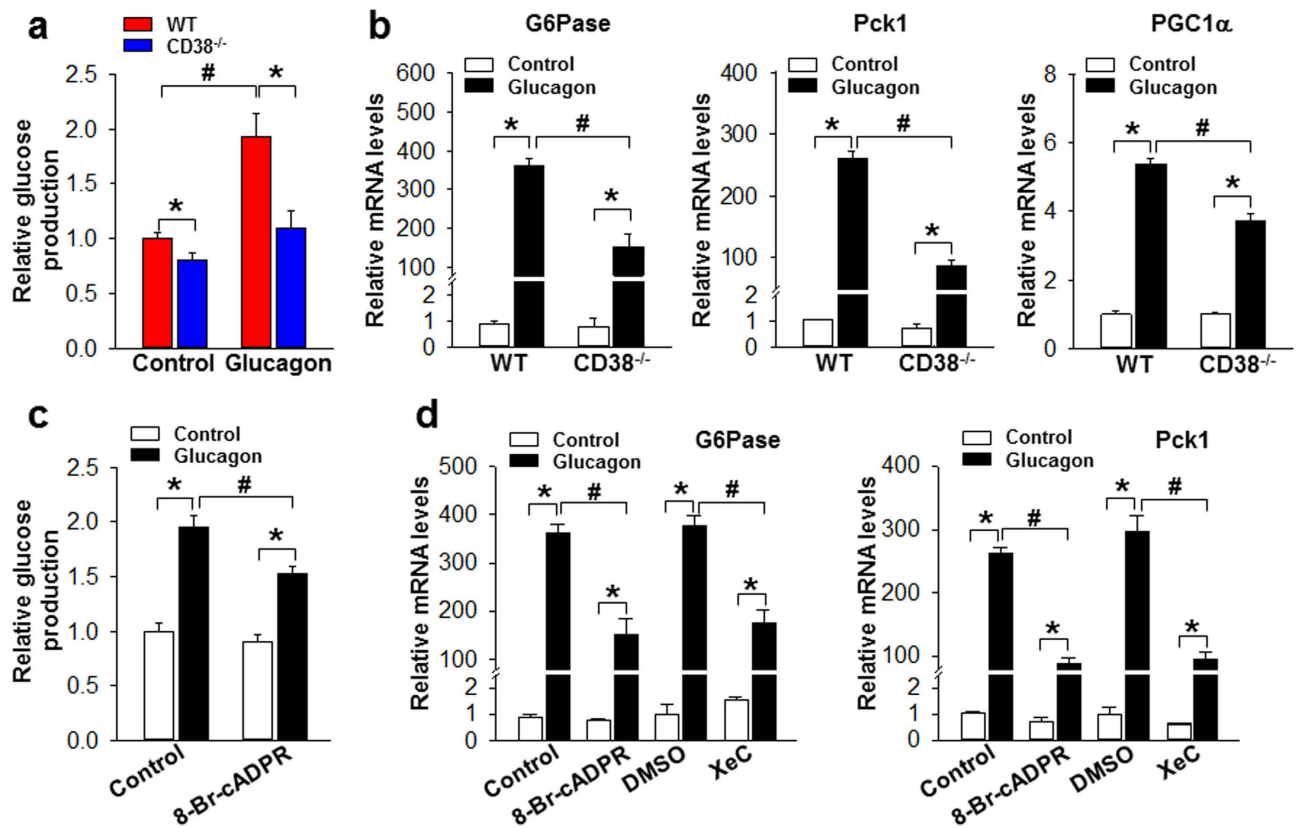 a
WT
CD38-/-
Relative glucose
production
2.5
2.0
1.5
1.0
0.5
0.0
#
*
*
Control Glucagon
b
G6Pase
Control
Glucagon
Relative mRNA levels
600
500
400
300
200
100
2
1
0
*
#
*
WT CD38-/-
Pck1
Control
Glucagon
Relative mRNA levels
400
300
200
100
2
1
0
*
#
*
WT CD38-/-
PGC1α
Control
Glucagon
Relative mRNA levels
8
6
4
2
0
*
#
*
WT CD38-/-
c
Control
Glucagon
Relative glucose
production
2.5
2.0
1.5
1.0
0.5
0.0
*
#
*
Control 8-Br-cADPR
d
G6Pase
Control
Glucagon
Relative mRNA levels
500
400
300
200
100
2
1
0
* # * #
* *
Control 8-Br-cADPR DMSO XeC
Pck1
Control
Glucagon
Relative mRNA levels
400
300
200
100
2
1
0
* # * #
* *
Control 8-Br-cADPR DMSO XeC